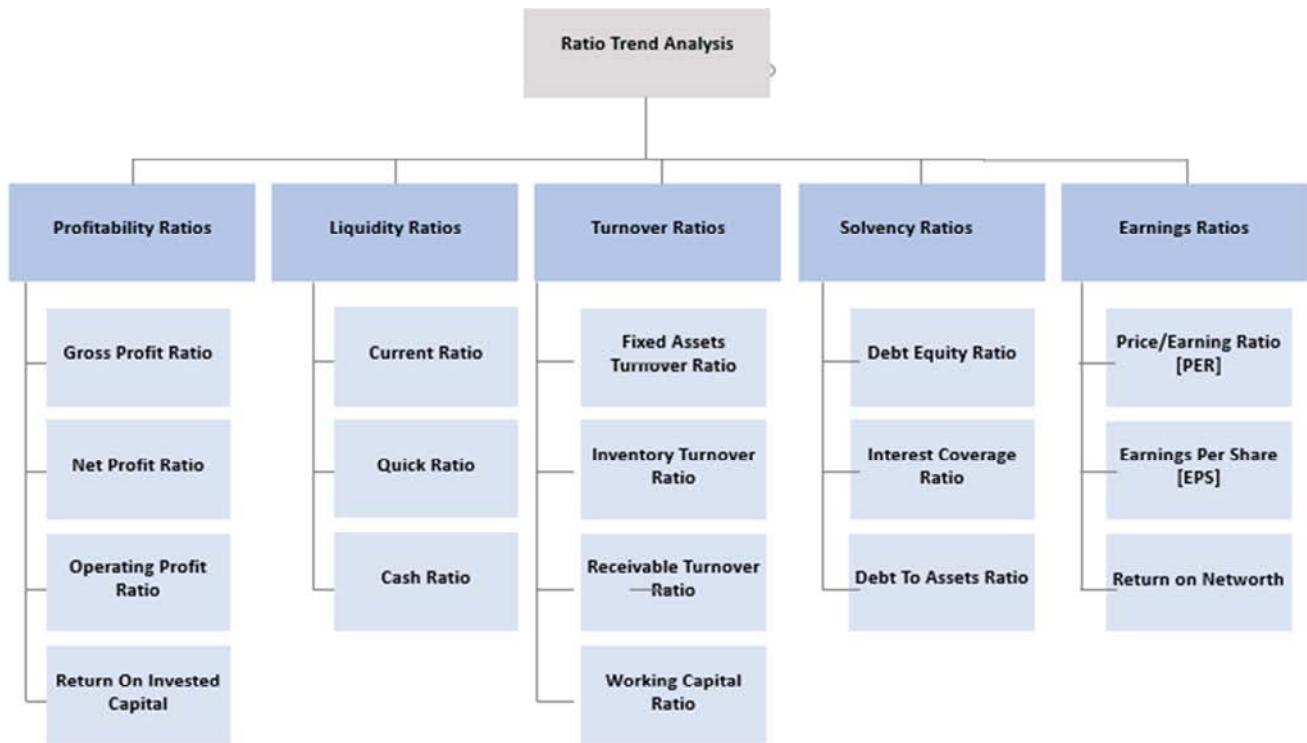 Ratio Trend Analysis
Profitability Ratios
Liquidity Ratios
Turnover Ratios
Solvency Ratios
Earnings Ratios
Gross Profit Ratio
Net Profit Ratio
Operating Profit
Ratio
Return On Invested
Capital
Current Ratio
Quick Ratio
Cash Ratio
Fixed Assets
Turnover Ratio
Inventory Turnover
Ratio
Receivable Turnover
Ratio
Working Capital
Ratio
Debt Equity Ratio
Interest Coverage
Ratio
Debt To Assets Ratio
Price/Earning Ratio
[PER]
Earnings Per Share
[EPS]
Return on Networth